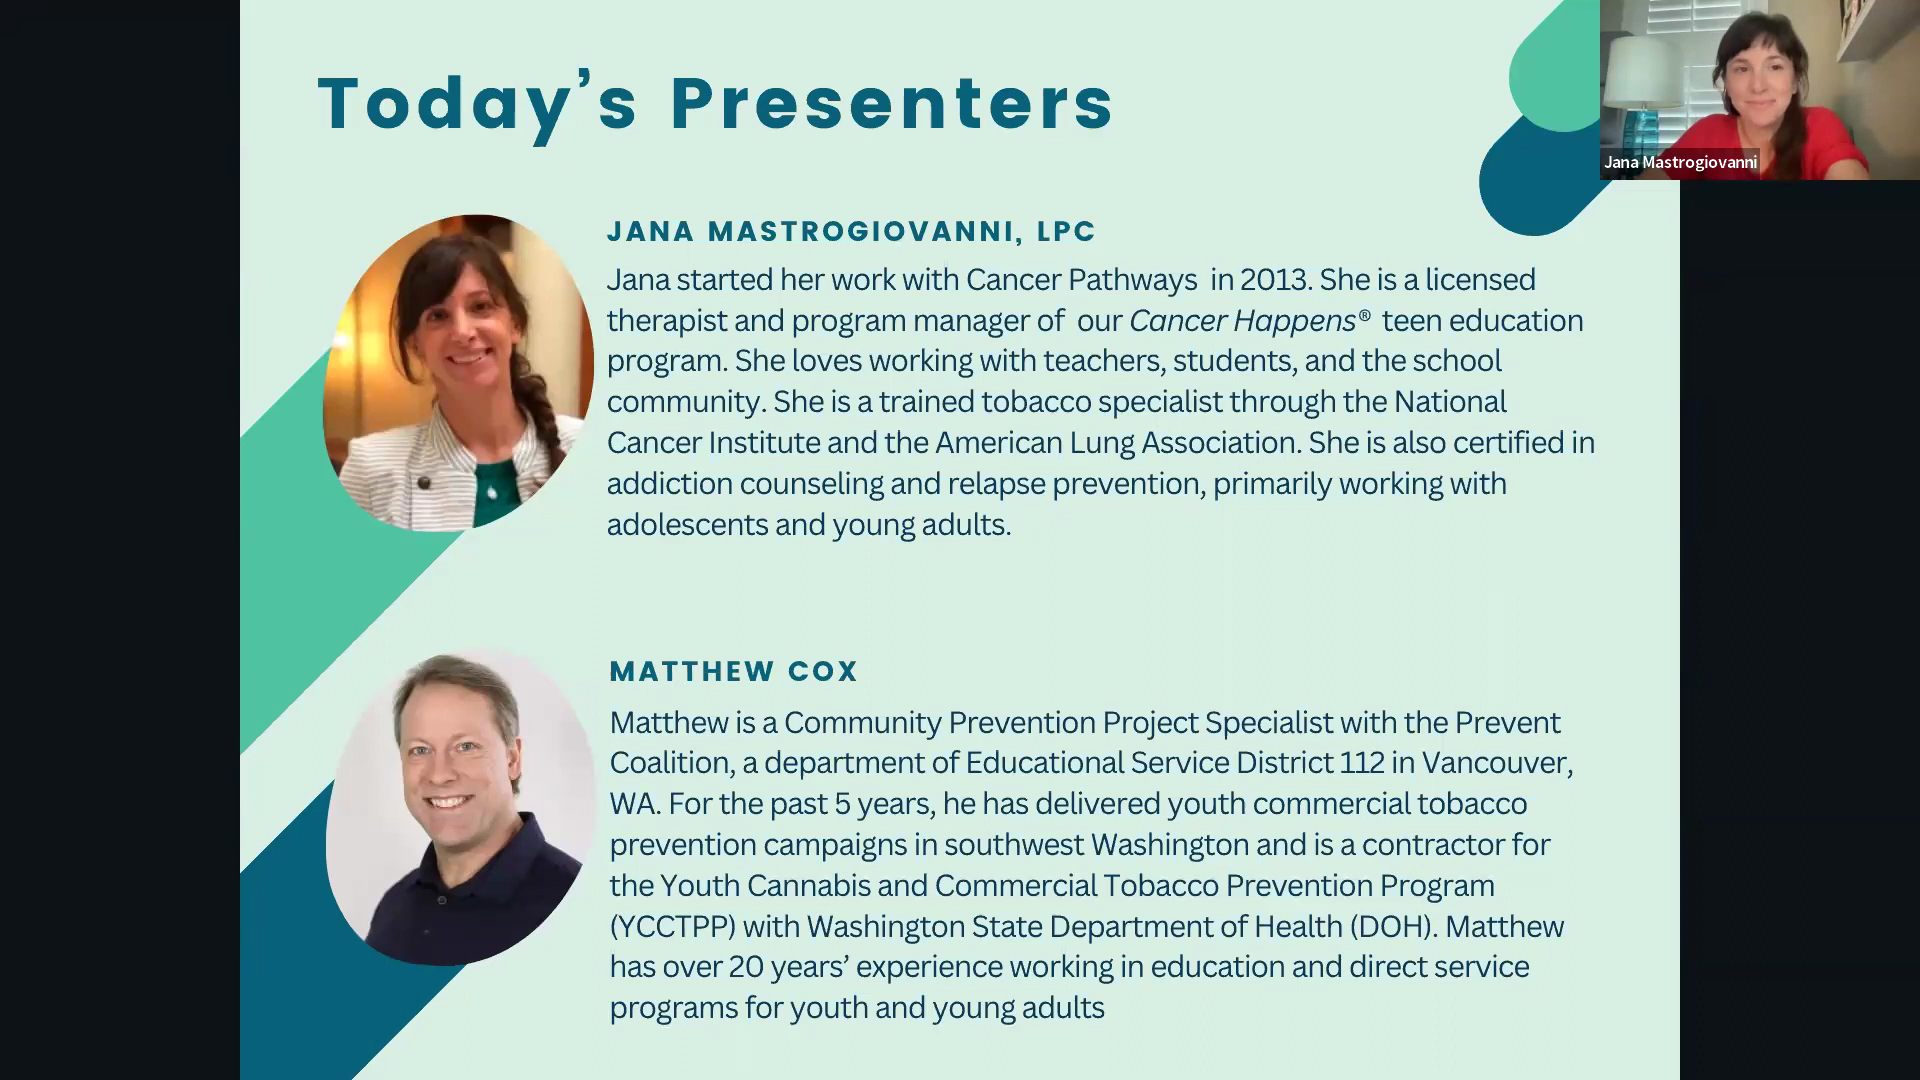 Today’s Presenters
Jana Mastrogiovanni
JANA MASTROGIOVANNI, LPC
Jana started her work with Cancer Pathways in 2013. She is a licensed
therapist and program manager of our Cancer Happens® teen education
program. She loves working with teachers, students, and the school
community. She is a trained tobacco specialist through the National
Cancer Institute and the American Lung Association. She is also certified in
addiction counseling and relapse prevention, primarily working with
adolescents and young adults.
MATTHEW COX
Matthew is a Community Prevention Project Specialist with the Prevent
Coalition, a department of Educational Service District 112 in Vancouver,
WA. For the past 5 years, he has delivered youth commercial tobacco
prevention campaigns in southwest Washington and is a contractor for
the Youth Cannabis and Commercial Tobacco Prevention Program
(YCCTPP) with Washington State Department of Health (DOH). Matthew
has over 20 years’ experience working in education and direct service
programs for youth and young adults